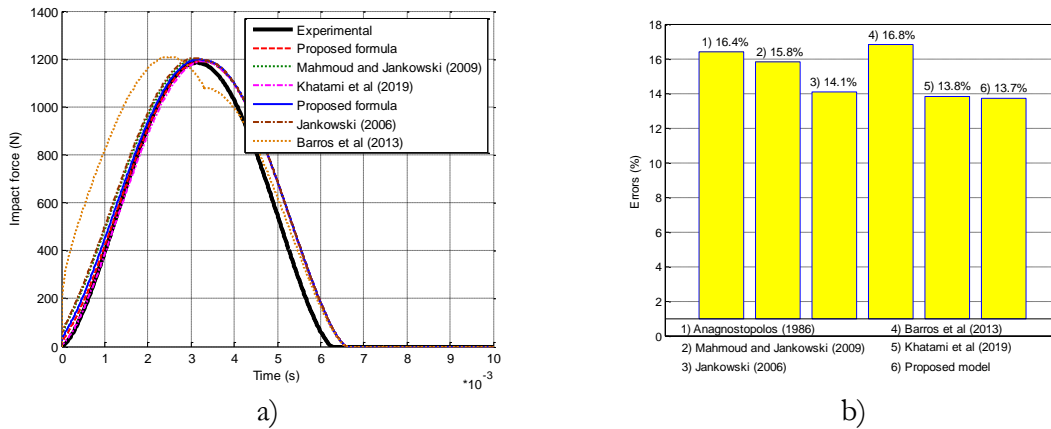 1400
1200
1000
800
600
400
200
0
Impact force (N)
Experimental
Proposed formula
Mahmoud and Jankowski (2009)
Khatami et al (2019)
Proposed formula
Jankowski (2006)
Barros et al (2013)
0 1 2 3 4 5 6 7 8 9 10
Time (s)
*10
-3
a)
18
16
14
12
10
8
6
4
2
1
0
Errors (%)
1) 16.4%
2) 15.8%
3) 14.1%
4) 16.8%
5) 13.8%
6) 13.7%
1) Anagnostopolos (1986)
2) Mahmoud and Jankowski (2009)
3) Jankowski (2006)
4) Barros et al (2013)
5) Khatami et al (2019)
6) Proposed model
b)